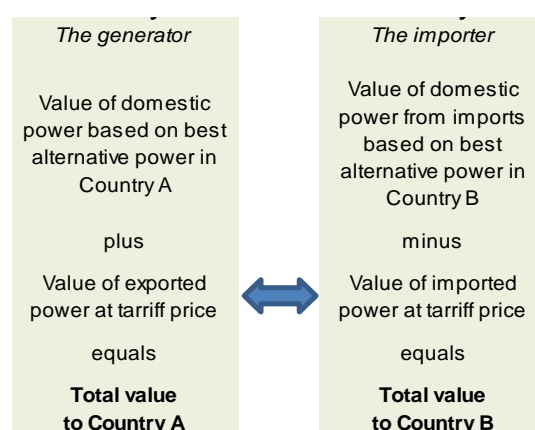 The generator
Value of domestic
power based on best
alternative power in
Country A
plus
Value of exported
power at tarriff price
equals
Total value
to Country A
The importer
Value of domestic
power from imports
based on best
alternative power in
Country B
minus
Value of imported
power at tarriff price
equals
Total value
to Country B